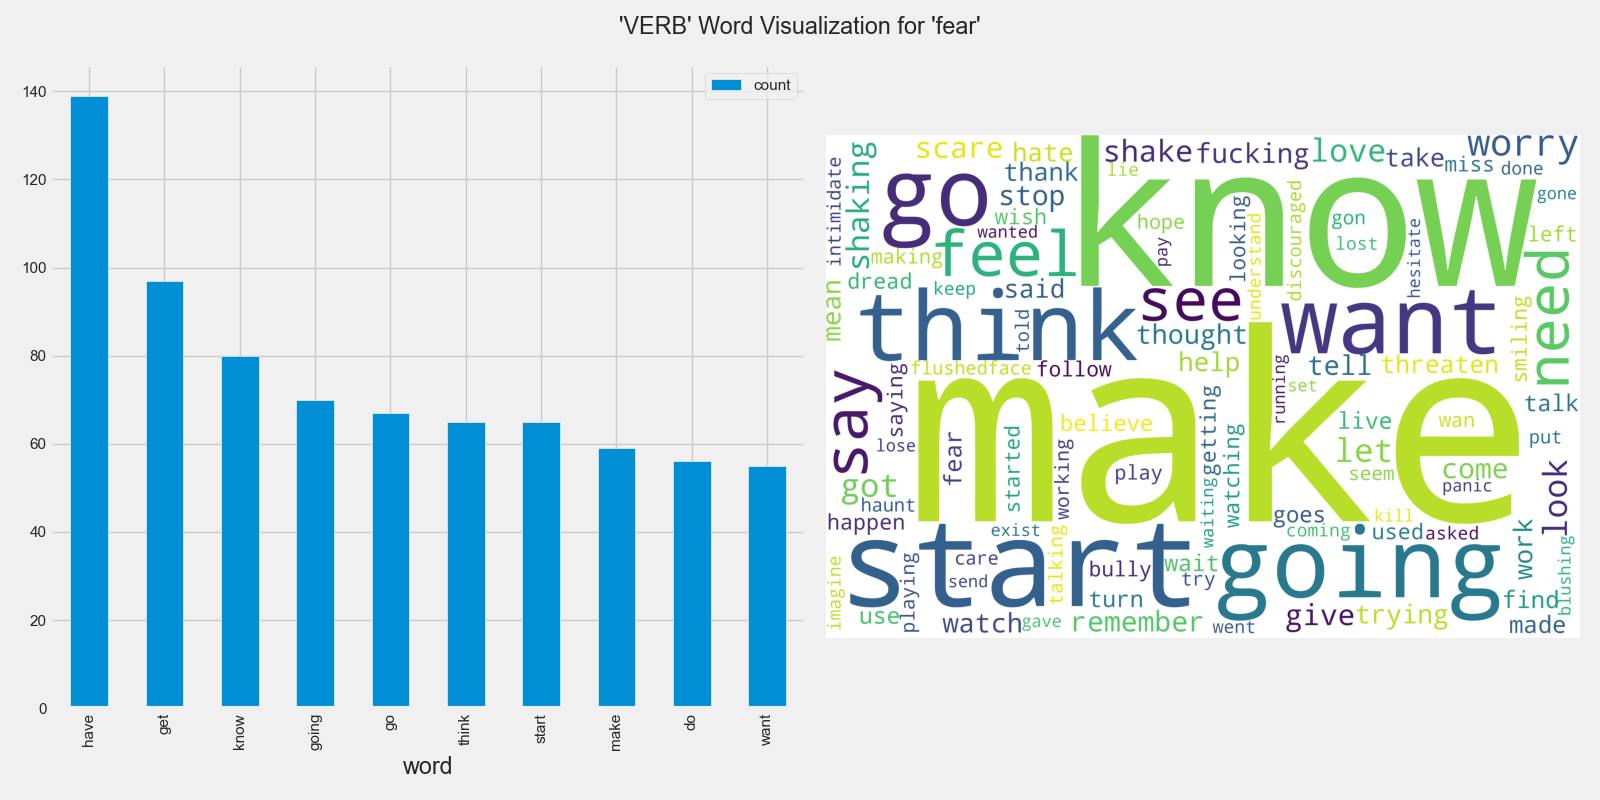 'VERB' Word Visualization for 'fear'
count
140
120
100
80
60
40
20
0
have
get
know
going
go
think
start
make
do
want
word
scare
hate
shake
fucking
love
take
worry
miss
done
lie
thank
stop
go
know
gone
intimidate
shaking
wish
wanted
hope
gon
lost
left
pay
looking
understand
discouraged
hesitate
making
feel
dread
keep
said
see
want
need
mean
think
told
thought
smiling
flushedface
follow
help
tell
threaten
running
set
talk
say
saying
make
believe
live
wan
lose
fear
started
working
play
getting
waiting
watching
let
seem
come
put
got
panic
look
haunt
happen
exist
goes
kill
coming
used
asked
work
start
going
care
send
talking
bully
wait
try
imagine
playing
turn
blushing
find
use
watch
gave
remember
went
give
trying
made